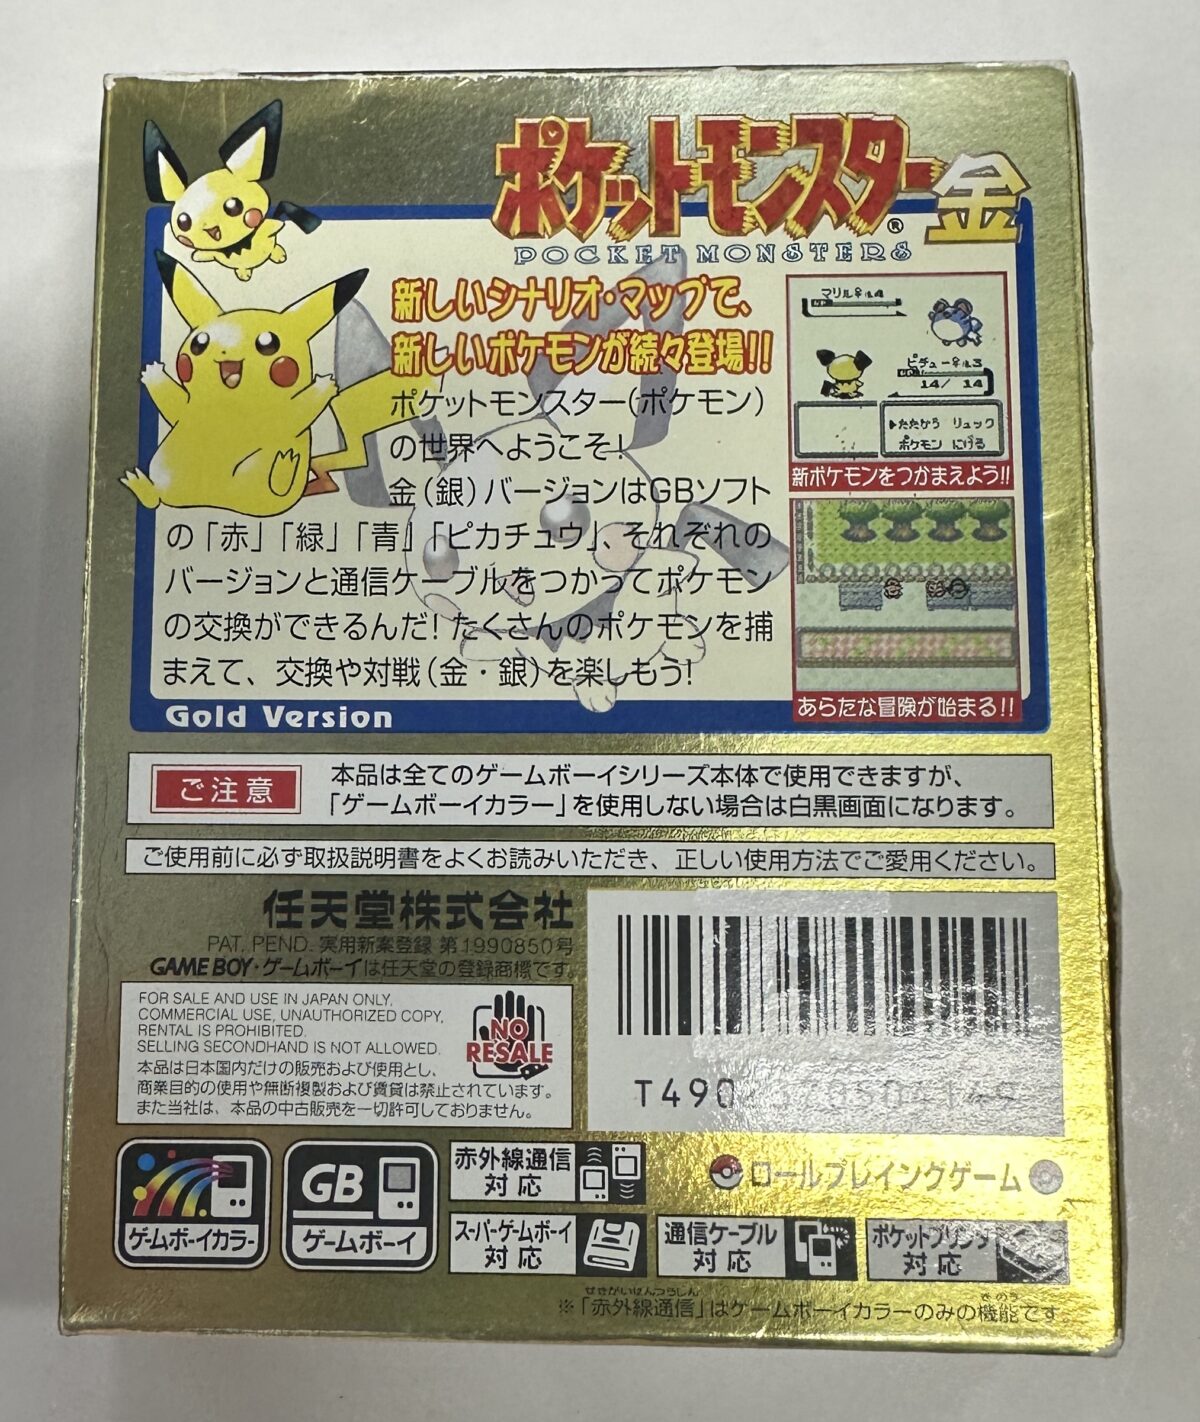 ポケットモンスター金
®
POCKET MONSTERS
新しいシナリオ・マップで、
新しいポケモンが続々登場!!
ポケットモンスター(ポケモン)
の世界へようこそ!
金(銀)バージョンはGBソフト
の「赤」「緑」「青」「ピカチュウ」、それぞれの
バージョンと通信ケーブルをつかってポケモン
の交換ができるんだ!たくさんのポケモンを捕
まえて、交換や対戦(金・銀)を楽しもう!
Gold Version
マリル
ピチュー
14/ 14
▶たたかう リュック
ポケモン にげる
新ポケモンをつかまえよう!!
あらたな冒険が始まる!!
ご注意
本品は全てのゲームボーイシリーズ本体で使用できますが、
「ゲームボーイカラー」を使用しない場合は白黒画面になります。
ご使用前に必ず取扱説明書をよくお読みいただき、正しい使用方法でご愛用ください。
任天堂株式会社
PAT. PEND. 実用新案登録 第1990850号
GAME BOY・ゲームボーイは任天堂の登録商標です。
FOR SALE AND USE IN JAPAN ONLY,
COMMERCIAL USE, UNAUTHORIZED COPY,
RENTAL IS PROHIBITED.
SELLING SECONDHAND IS NOT ALLOWED.
本品は日本国内だけの販売および使用とし、
商業目的の使用や無断複製および賃貸は禁止されています。
また当社は、本品の中古販売を一切許可しておりません。
NO
RESALE
T490
ゲームボーイカラー
GB
ゲームボーイ
赤外線通信
対応
ロールプレイングゲーム
スーパーゲームボーイ
対応
通信ケーブル
対応
ポケットプリンタ
対応
せきがいせんつうしん
きのう
※「赤外線通信」はゲームボーイカラーのみの機能です。